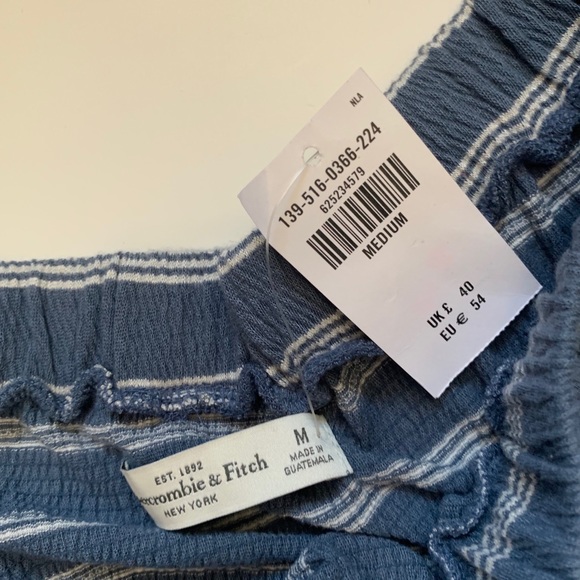 NLA
139-516-0366-224
625234579
MEDIUM
UK £ 40
EU € 54
EST. 1892
Abercrombie & Fitch
NEW YORK
M
MADE IN
GUATEMALA